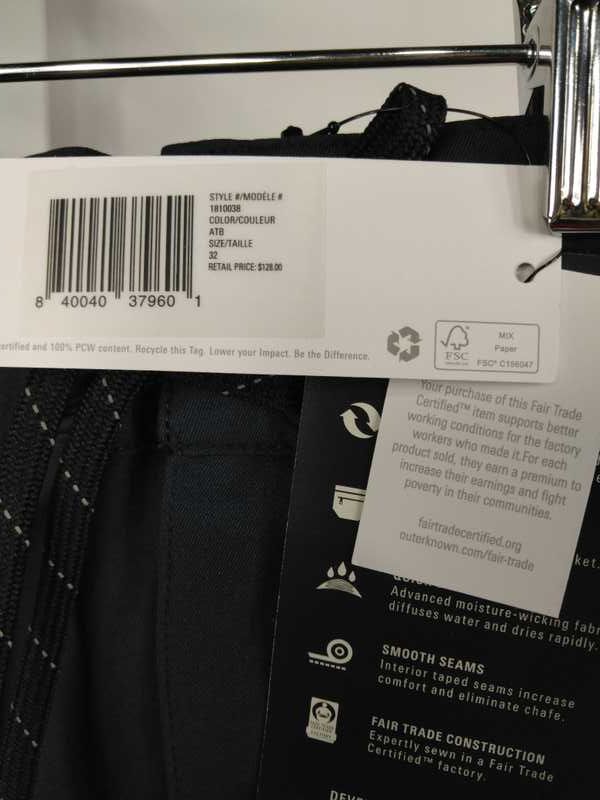 STYLE #/MODÈLE #
1810038
COLOR/COULEUR
ATB
SIZE/TAILLE
32
RETAIL PRICE: $128.00
8 40040 37960 1
ertified and 100% PCW content. Recycle this Tag. Lower your Impact. Be the Difference.
FSC
MIX
Paper
FSC® C156047
Your purchase of this Fair Trade
Certified™ item supports better
working conditions for the factory
workers who made it.For each
product sold, they earn a premium to
increase their earnings and fight
poverty in their communities.
fairtradecertified.org
outerknown.com/fair-trade
ket.
Advanced moisture-wicking fabr
diffuses water and dries rapidly.
SMOOTH SEAMS
Interior taped seams increase
comfort and eliminate chafe.
FAIR TRADE CONSTRUCTION
Expertly sewn in a Fair Trade
Certified™ factory.